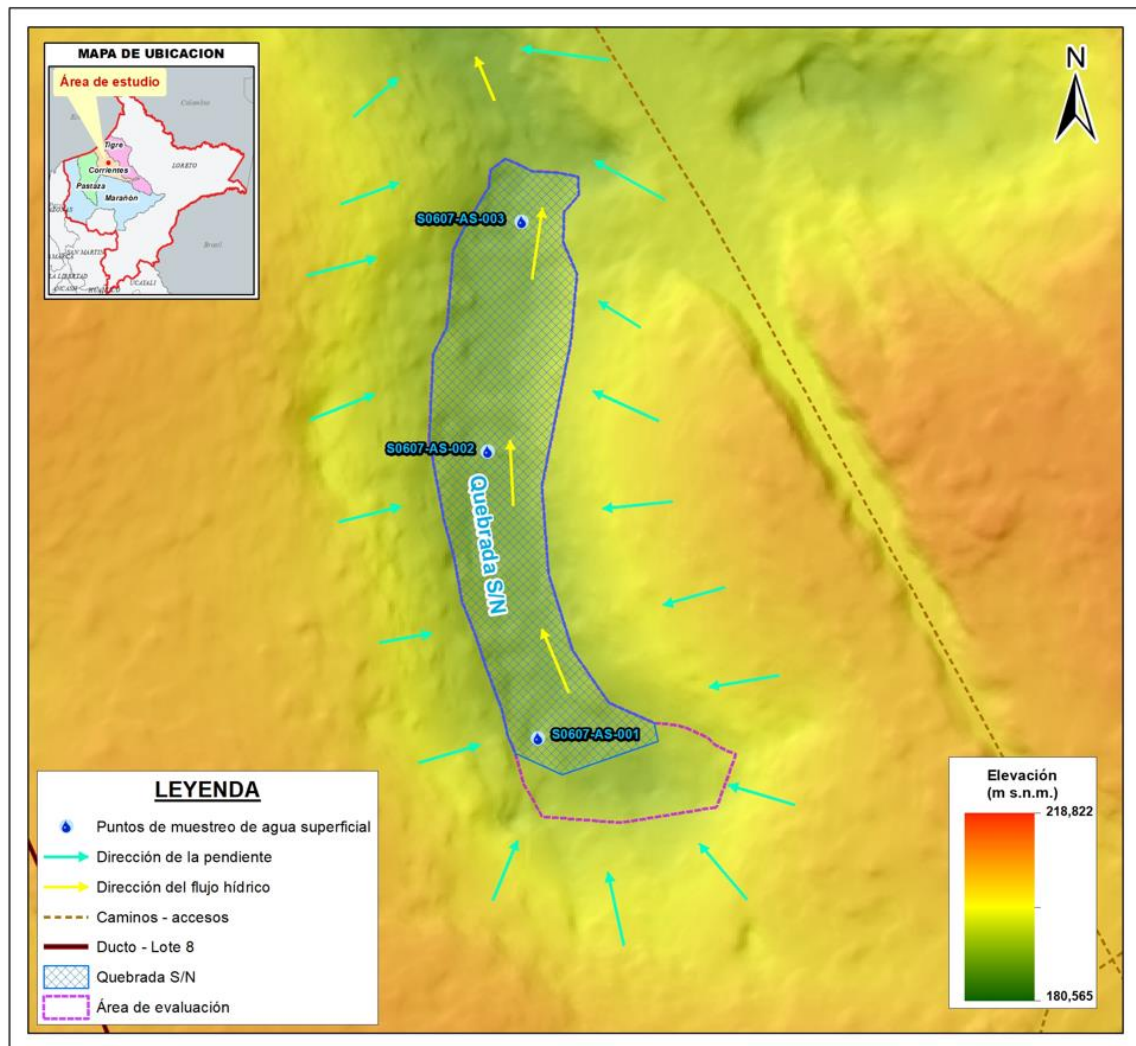 MAPA DE UBICACION
Área de estudio
Colombia
Tigre
LORETO
Corrientes
Pastaza
Marañón
Brasil
SAN MARTIN
LA LIBERTAD
UCAYALI
ANCASH
N
S0607-AS-003
S0607-AS-002
Quebrada S/N
S0607-AS-001
LEYENDA
Puntos de muestreo de agua superficial
Dirección de la pendiente
Dirección del flujo hídrico
Caminos - accesos
Ducto - Lote 8
Quebrada S/N
Área de evaluación
Elevación
(m s.n.m.)
218,822
180,565